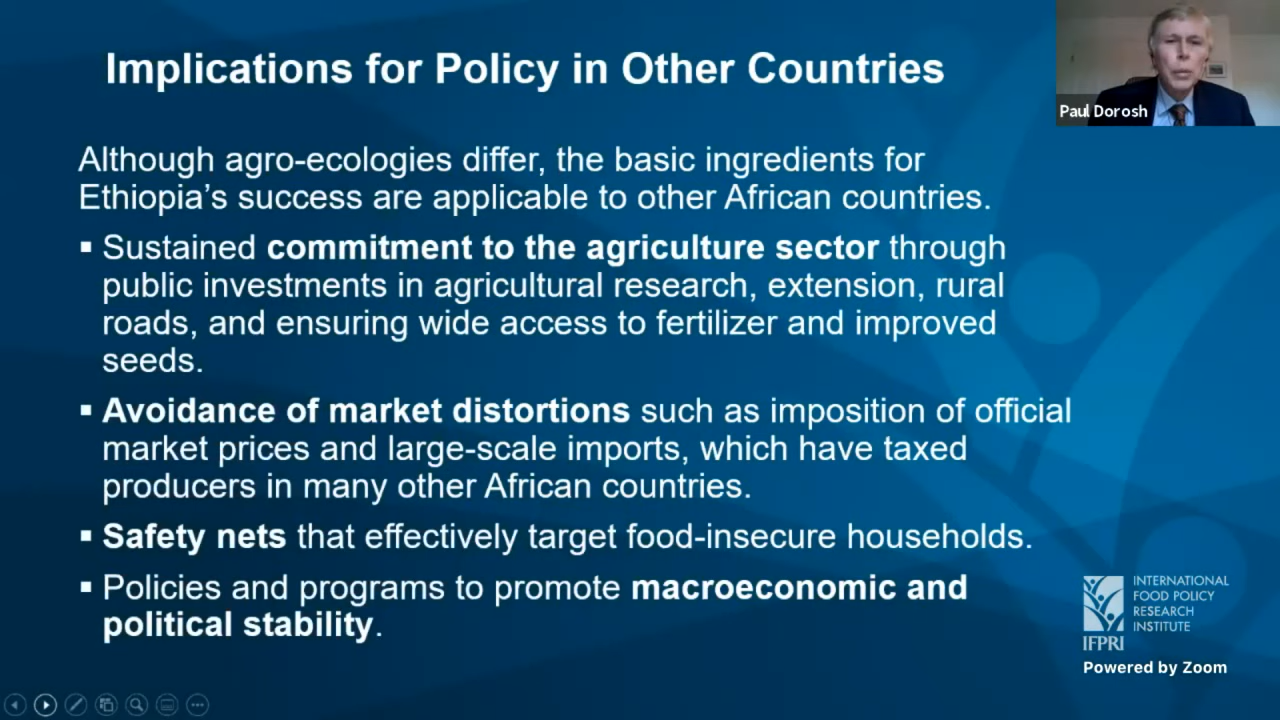 Implications for Policy in Other Countries
Paul Dorosh
Although agro-ecologies differ, the basic ingredients for
Ethiopia’s success are applicable to other African countries.
▪ Sustained commitment to the agriculture sector through
public investments in agricultural research, extension, rural
roads, and ensuring wide access to fertilizer and improved
seeds.
▪ Avoidance of market distortions such as imposition of official
market prices and large-scale imports, which have taxed
producers in many other African countries.
▪ Safety nets that effectively target food-insecure households.
▪ Policies and programs to promote macroeconomic and
political stability.
INTERNATIONAL
FOOD POLICY
RESEARCH
INSTITUTE
IFPRI
Powered by Zoom